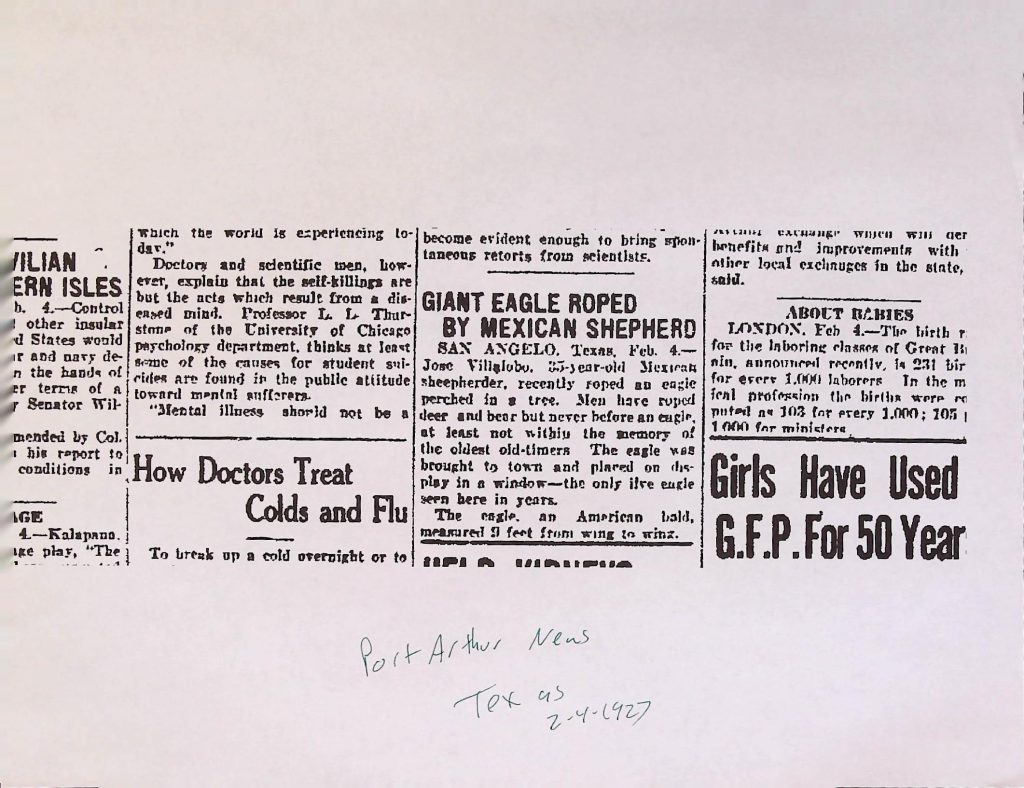 VILIAN
ERN ISLES
b. 4.—Control
other insular
d States would
r and navy de-
n the hands of
er terms of a
r Senator Wil-
mended by Col.
his report to
conditions in
AGE
4.—Kalapana.
ge play, "The
which the world is experiencing to-
day."
Doctors and scientific men, how-
ever, explain that the self-killings are
but the acts which result from a dis-
eased mind. Professor L. L. Thur-
stone of the University of Chicago
psychology department, thinks at least
some of the causes for student sui-
cides are found in the public attitude
toward mental sufferers.
"Mental illness should not be a
How Doctors Treat
Colds and Flu
To break up a cold overnight or to
become evident enough to bring spon-
taneous retorts from scientists.
GIANT EAGLE ROPED
BY MEXICAN SHEPHERD
SAN ANGELO, Texas, Feb. 4.—
Jose Villalobo, 35-year-old Mexican
sheepherder, recently roped an eagle
perched in a tree. Men have roped
deer and bear but never before an eagle,
at least not within the memory of
the oldest old-timers The eagle was
brought to town and placed on dis-
play in a window—the only live eagle
seen here in years.
The eagle, an American bald,
measured 9 feet from wing to wing.
HELP KIDNEYS
exchange which will
benefits and improvements with
other local exchanges in the state,
said.
ABOUT BABIES
LONDON, Feb 4.—The birth r
for the laboring classes of Great B
ain, announced recently, is 231 bir
for every 1,000 laborers In the m
ical profession the births were
puted as 103 for every 1,000; 105
1,000 for ministers.
Girls Have Used
G.F.P. For 50 Year
Port Arthur News
Texas
2-4-1927